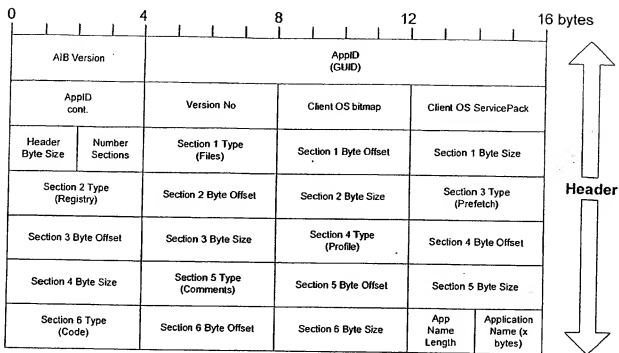 0 4 8 12 16 bytes
AIB Version
AppID
(GUID)
AppID
cont.
Version No
Client OS bitmap
Client OS ServicePack
Header
Byte Size
Number
Sections
Section 1 Type
(Files)
Section 1 Byte Offset
Section 1 Byte Size
Section 2 Type
(Registry)
Section 2 Byte Offset
Section 2 Byte Size
Section 3 Type
(Prefetch)
Header
Section 3 Byte Offset
Section 3 Byte Size
Section 4 Type
(Profile)
Section 4 Byte Offset
Section 4 Byte Size
Section 5 Type
(Comments)
Section 5 Byte Offset
Section 5 Byte Size
Section 6 Type
(Code)
Section 6 Byte Offset
Section 6 Byte Size
App
Name
Length
Application
Name (x
bytes)